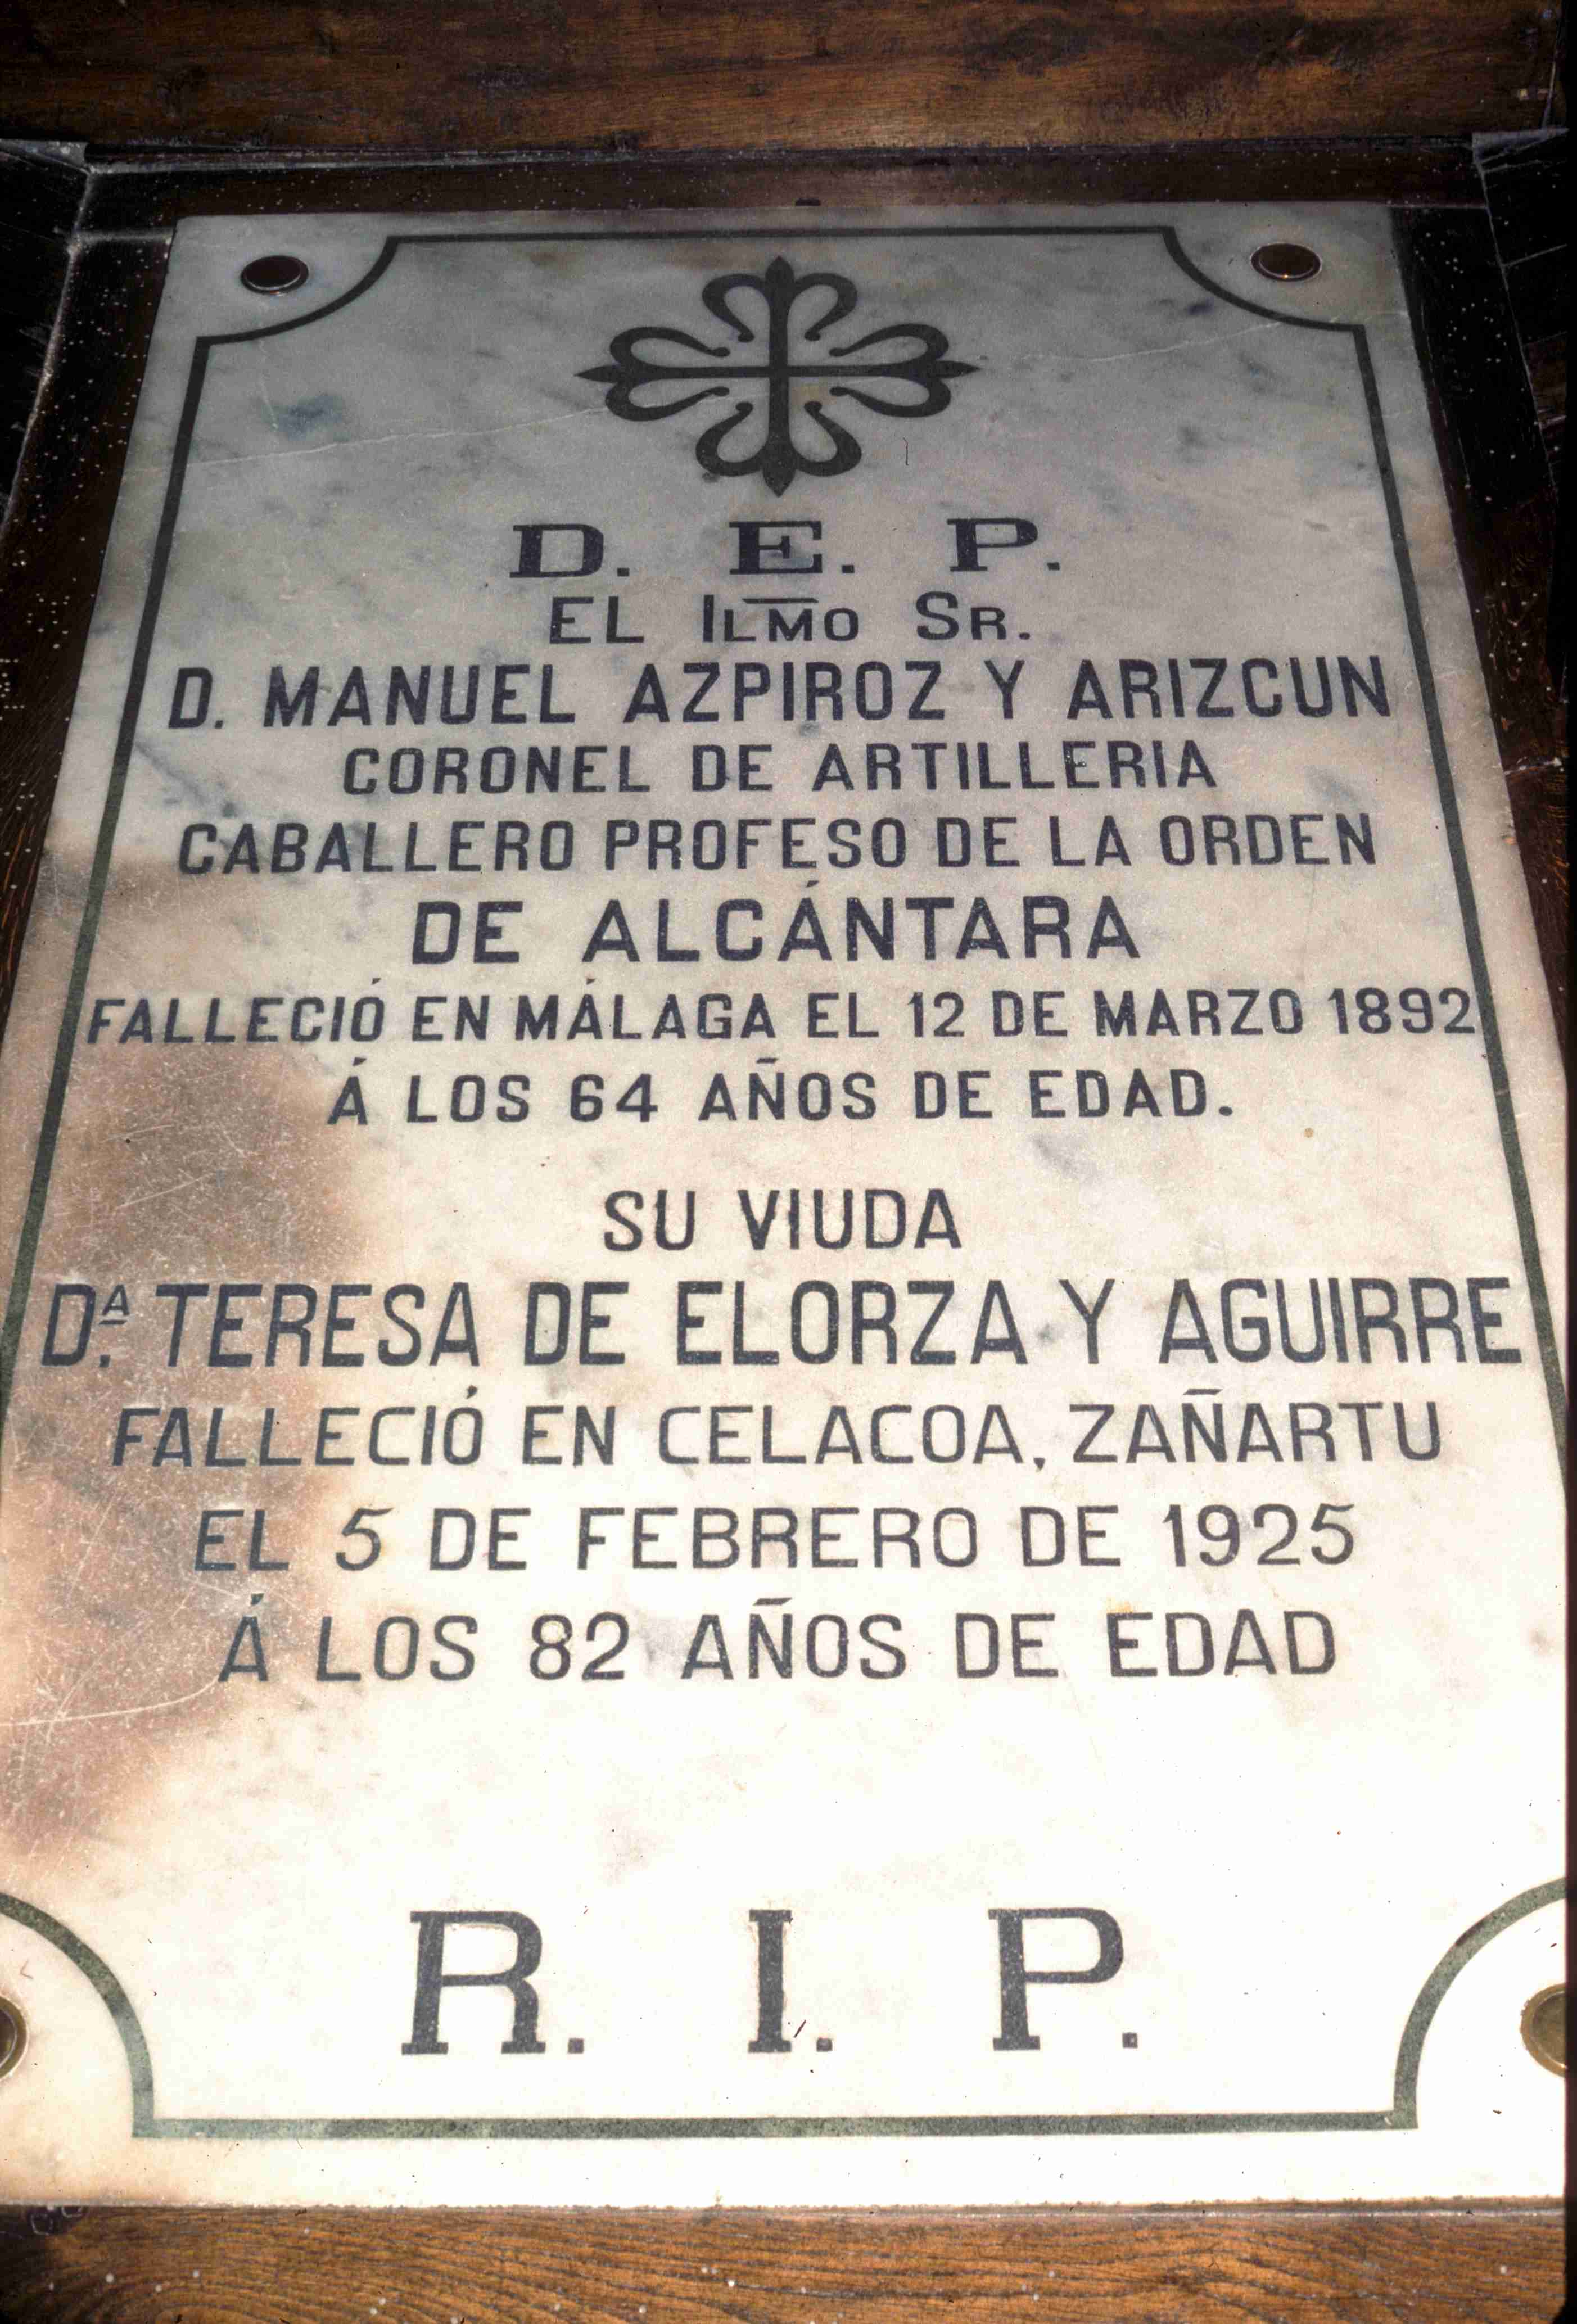 D. E. P.
EL ILMO SR.
D. MANUEL AZPIROZ Y ARIZCUN
CORONEL DE ARTILLERIA
CABALLERO PROFESO DE LA ORDEN
DE ALCÁNTARA
FALLECIÓ EN MÁLAGA EL 12 DE MARZO 1892
Á LOS 64 AÑOS DE EDAD.
SU VIUDA
Dª. TERESA DE ELORZA Y AGUIRRE
FALLECIÓ EN CELACOA, ZAÑARTU
EL 5 DE FEBRERO DE 1925
Á LOS 82 AÑOS DE EDAD
R. I. P.